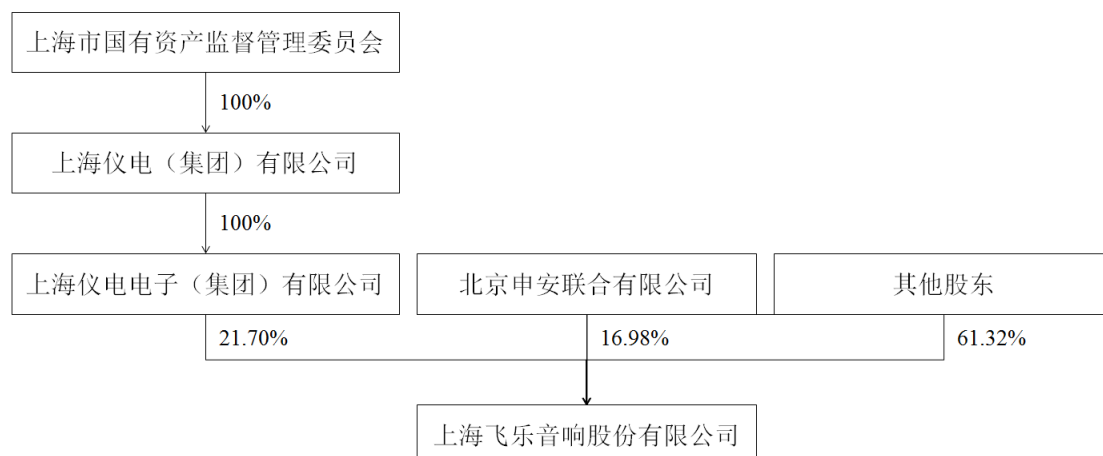 上海市国有资产监督管理委员会
100%
上海仪电（集团）有限公司
100%
上海仪电电子（集团）有限公司
北京申安联合有限公司
其他股东
21.70%
16.98%
61.32%
上海飞乐音响股份有限公司